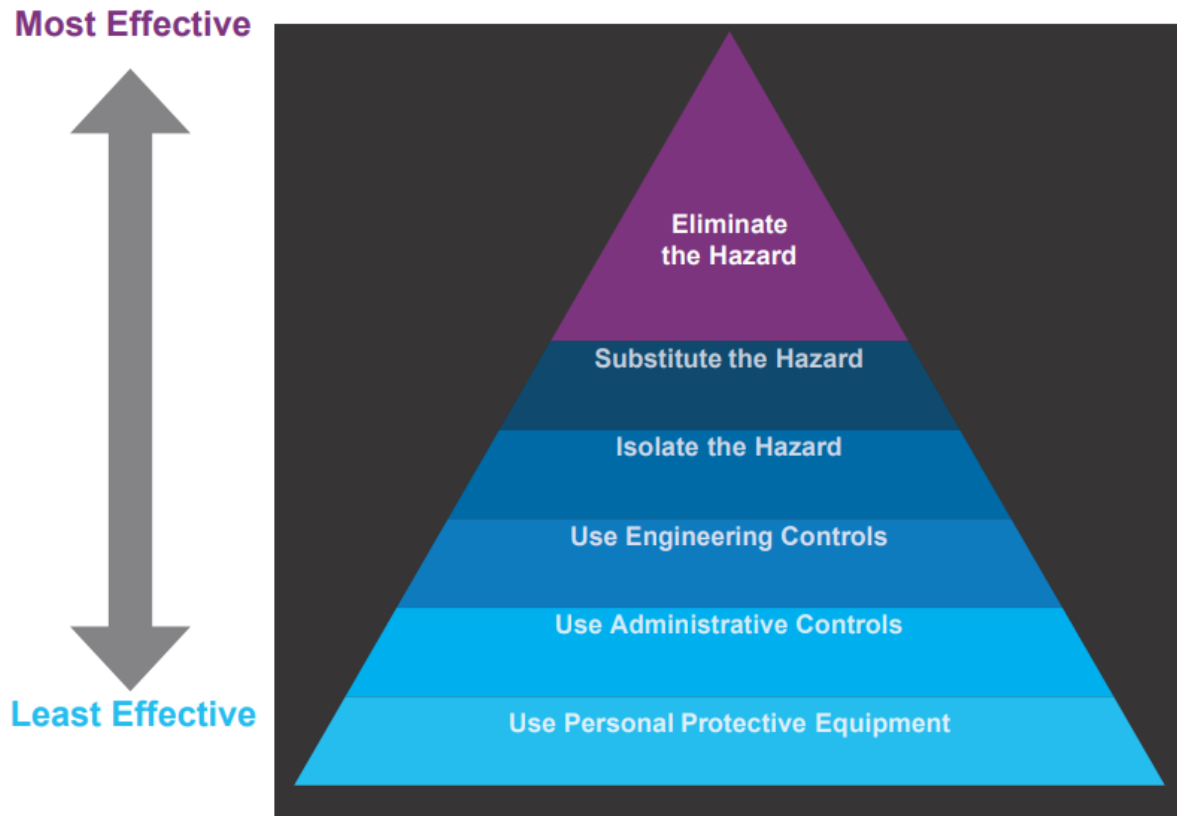 Most Effective
Eliminate
the Hazard
Substitute the Hazard
Isolate the Hazard
Use Engineering Controls
Use Administrative Controls
Least Effective
Use Personal Protective Equipment